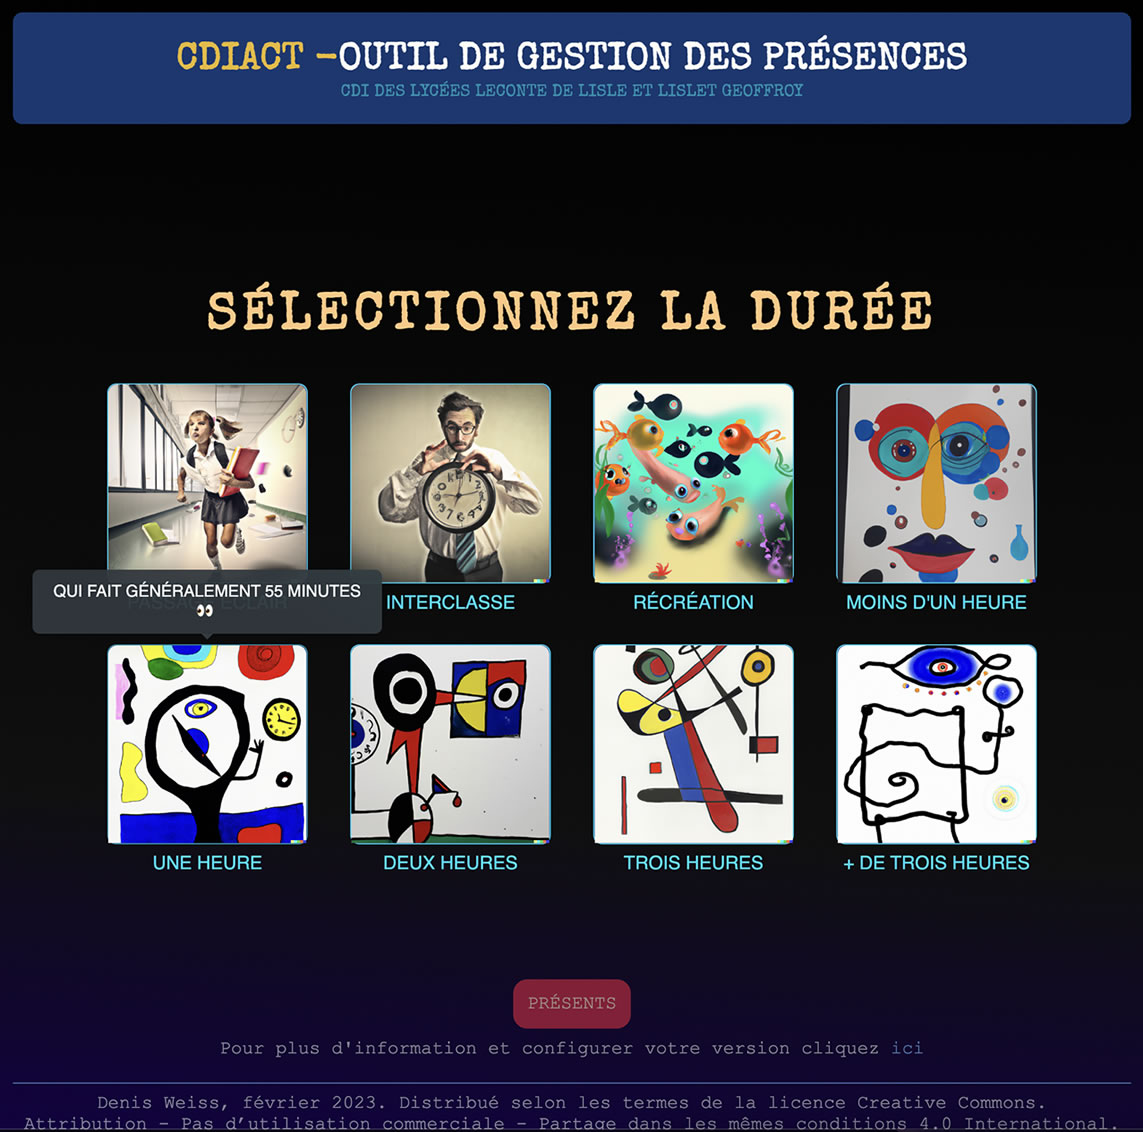 CDIACT –OUTIL DE GESTION DES PRÉSENCES
CDI DES LYCÉES LECONTE DE LISLE ET LISLET GEOFFROY
SÉLECTIONNEZ LA DURÉE
QUI FAIT GÉNÉRALEMENT 55 MINUTES
👀
PASSAGE ECLAIR
INTERCLASSE
RÉCRÉATION
MOINS D'UN HEURE
UNE HEURE
DEUX HEURES
TROIS HEURES
+ DE TROIS HEURES
PRÉSENTS
Pour plus d'information et configurer votre version cliquez ici
Denis Weiss, février 2023. Distribué selon les termes de la licence Creative Commons.
Attribution - Pas d’utilisation commerciale - Partage dans les mêmes conditions 4.0 International.